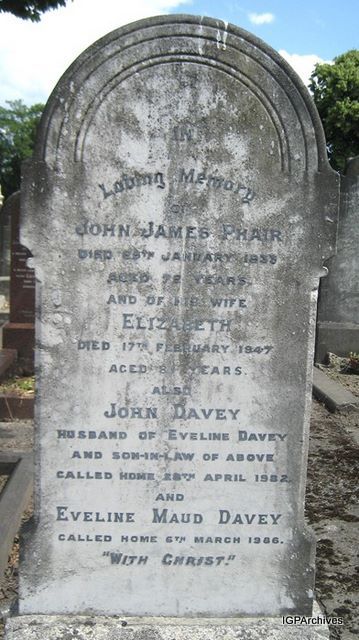 IN
Loving Memory
OF
JOHN JAMES PHAIR
DIED JANUARY
AGED YEARS.
AND OF HIS WIFE
ELIZABETH
DIED 17TH FEBRUARY 1947
AGED YEARS.
ALSO
JOHN DAVEY
HUSBAND OF EVELINE DAVEY
AND SON-IN-LAW OF ABOVE
CALLED HOME 28TH APRIL 1982.
AND
EVELINE MAUD DAVEY
CALLED HOME 6TH MARCH 1986.
"WITH CHRIST."
IGPArchives